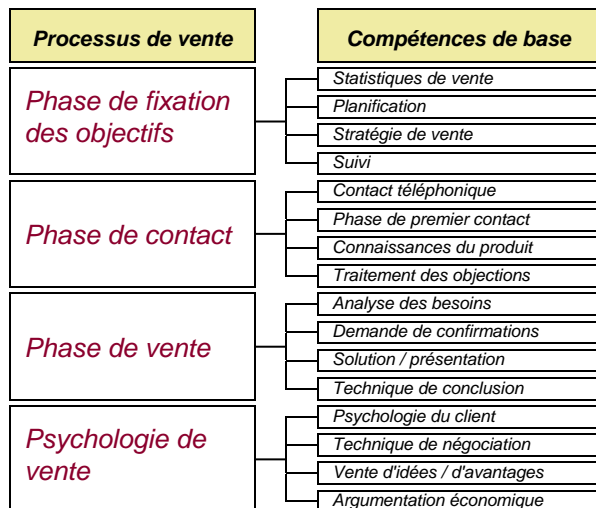 Processus de vente
Compétences de base
Phase de fixation
des objectifs
Statistiques de vente
Planification
Stratégie de vente
Suivi
Phase de contact
Contact téléphonique
Phase de premier contact
Connaissances du produit
Traitement des objections
Phase de vente
Analyse des besoins
Demande de confirmations
Solution / présentation
Technique de conclusion
Psychologie de
vente
Psychologie du client
Technique de négociation
Vente d'idées / d'avantages
Argumentation économique